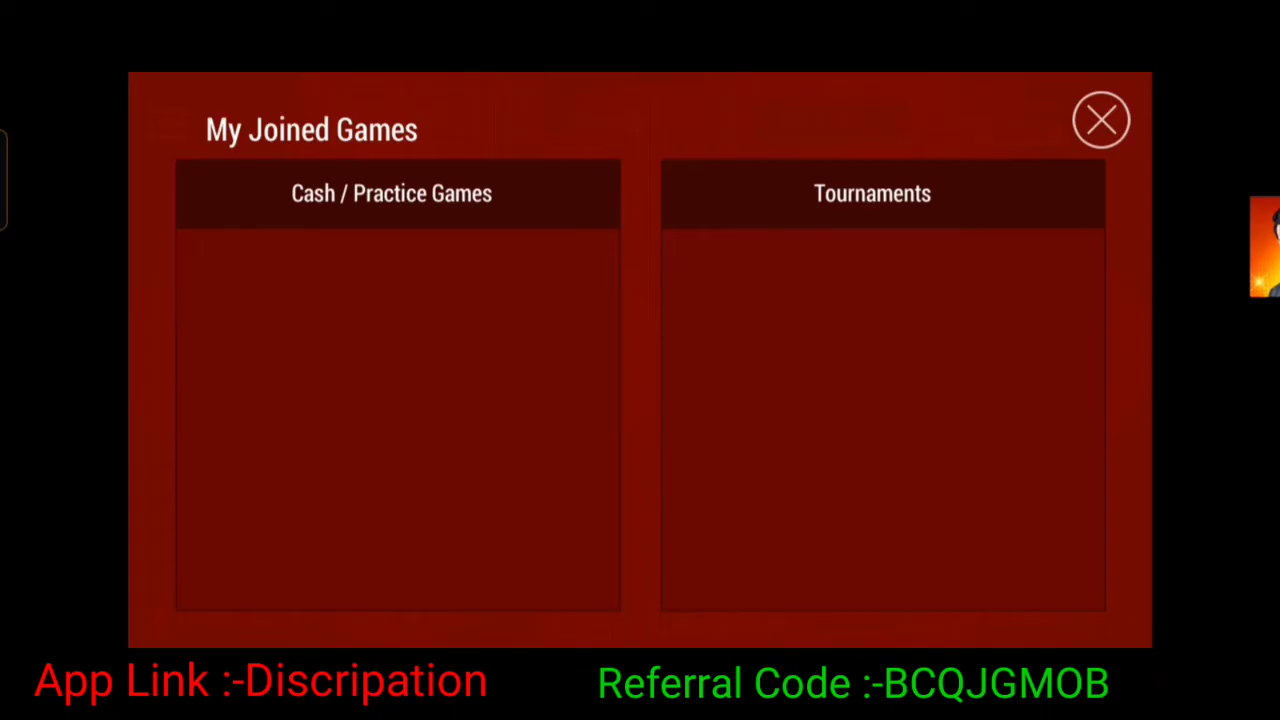 My Joined Games
Cash / Practice Games
Tournaments
App Link :-Discripation
Referral Code :-BCQJGMOB